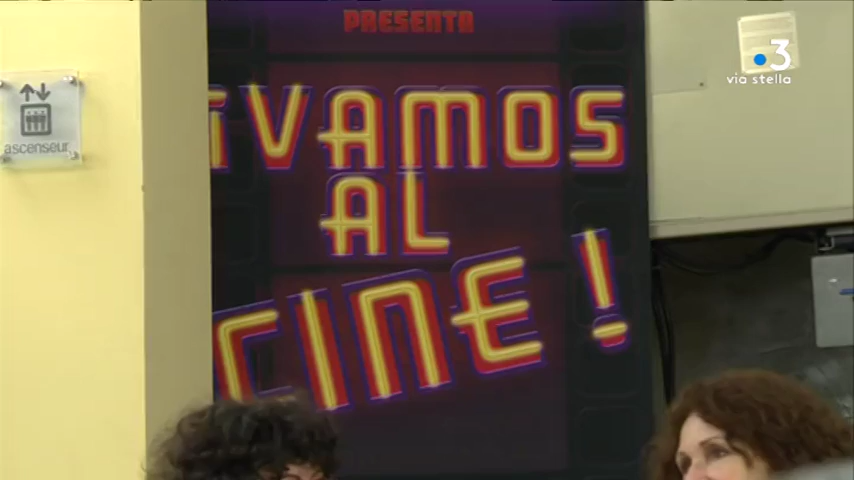 PRESENTA
3
via stella
¡VAMOS
AL
CINE!
ascenseur